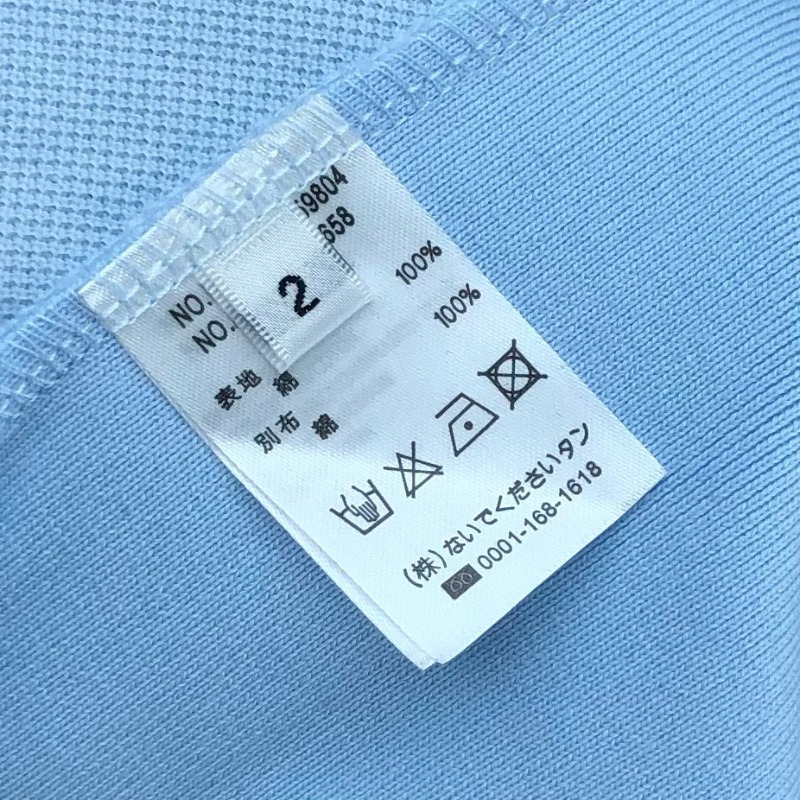 59804
658
NO.
NO.
2
表地 綿 100%
別布 綿 100%
(株)ないでくださいタン
0001-168-1618